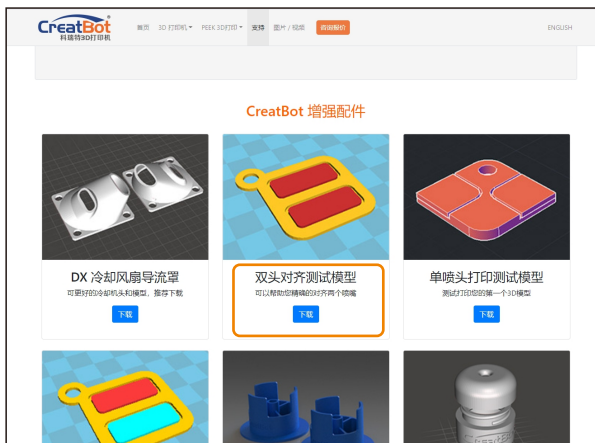 CreatBot
科瑞特3D打印机
首页 3D 打印机 PEEK 3D打印 支持 图片 / 视频 咨询报价 ENGLISH
CreatBot 增强配件
DX 冷却风扇导流罩
可更好的冷却机头和模型，推荐下载
下载
双头对齐测试模型
可以帮助您精确的对齐两个喷嘴
下载
单喷头打印测试模型
测试打印您的第一个3D模型
下载